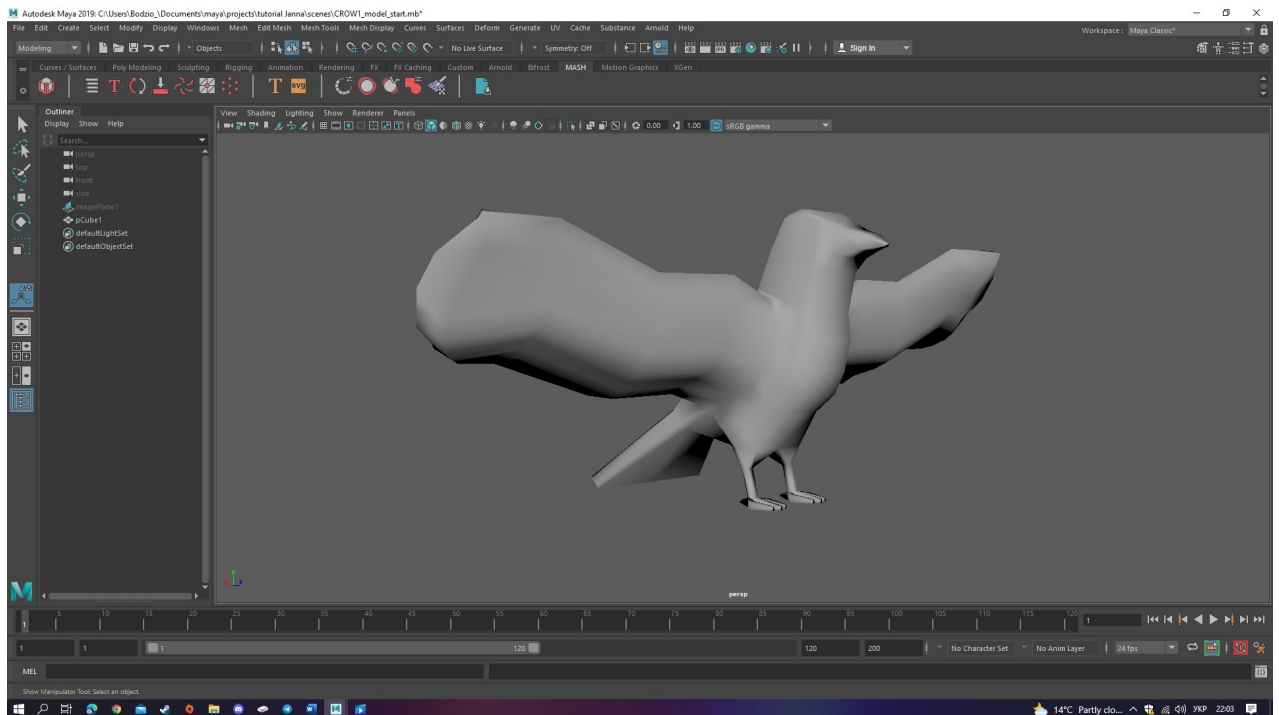 Autodesk Maya 2019: C:\Users\Bodzio_\Documents\maya\projects\tutorial Janna\scenes\CROW1_model_start.mb*
File Edit Create Select Modify Display Windows Mesh Edit Mesh Mesh Tools Mesh Display Curves Surfaces Deform Generate UV Cache Substance Arnold Help Workspace : Maya Classic*
Modeling Objects No Live Surface Symmetry: Off Sign In
Curves / Surfaces Poly Modeling Sculpting Rigging Animation Rendering FX FX Caching Custom Arnold Bifrost MASH Motion Graphics XGen
T T svg
Outliner
Display Show Help
Search...
persp
top
front
side
imagePlane1
pCube1
defaultLightSet
defaultObjectSet
View Shading Lighting Show Renderer Panels
0.00 1.00 sRGB gamma
persp
5 10 15 20 25 30 35 40 45 50 55 60 65 70 75 80 85 90 95 100 105 110 115 120
1 1
1 1 1 120 120 200 No Character Set No Anim Layer 24 fps
MEL
Show Manipulator Tool: Select an object.
14°C Partly clo... УКР 22:03